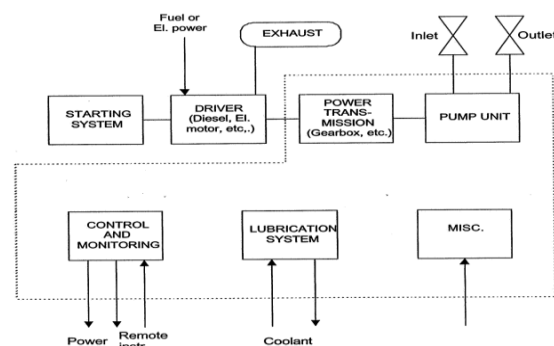 Fuel or
El. power
EXHAUST
Inlet
Outlet
STARTING
SYSTEM
DRIVER
(Diesel, El.
motor, etc,.)
POWER
TRANS-
MISSION
(Gearbox, etc.)
PUMP UNIT
CONTROL
AND
MONITORING
LUBRICATION
SYSTEM
MISC.
Power
Remote
instr.
Coolant